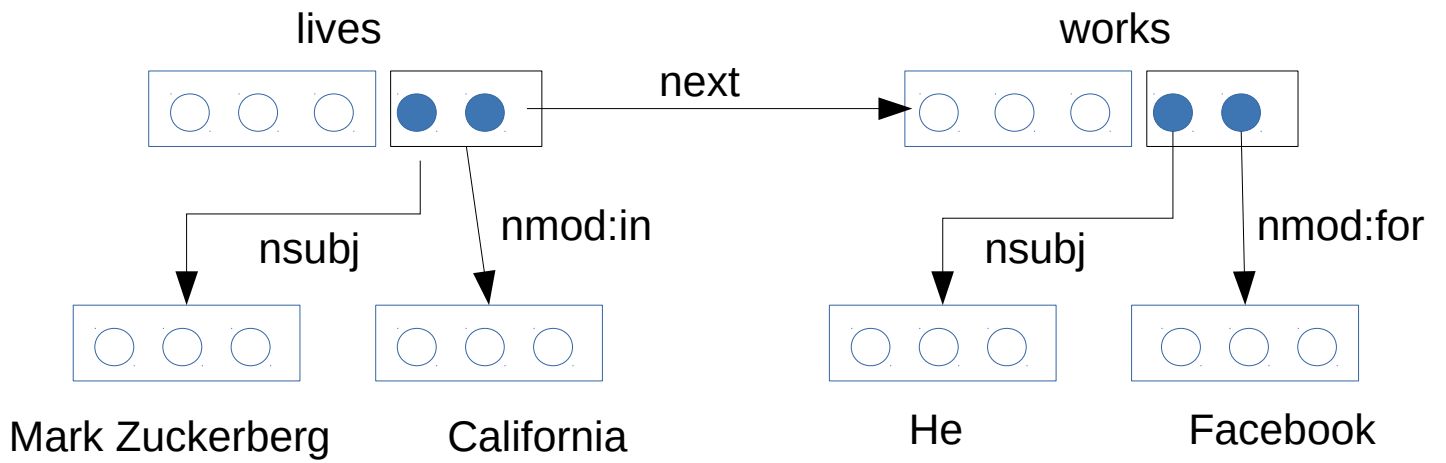 lives
works
next
nsubj
nmod:in
nsubj
nmod:for
Mark Zuckerberg
California
He
Facebook